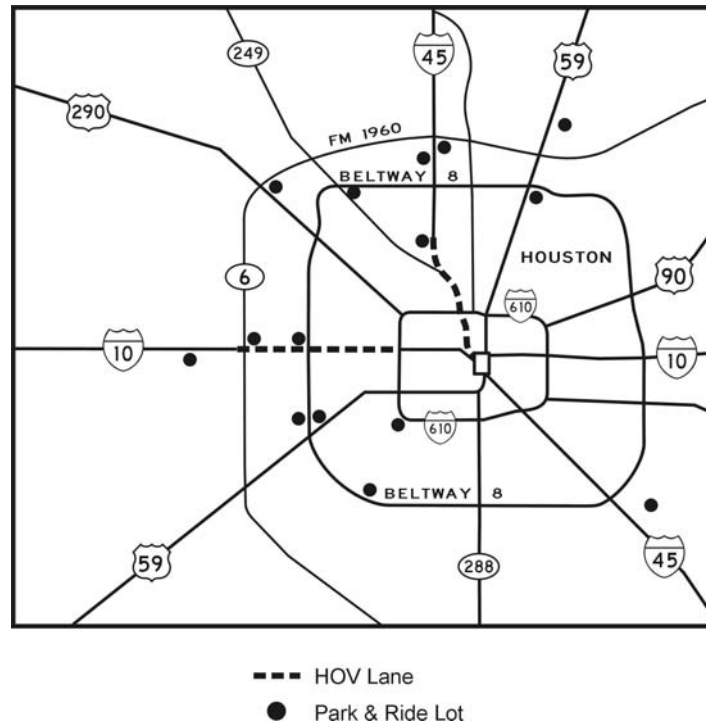 249
45
59
290
FM 1960
BELTWAY 8
HOUSTON
6
90
610
10
10
610
BELTWAY 8
59
288
45
HOV Lane
Park & Ride Lot